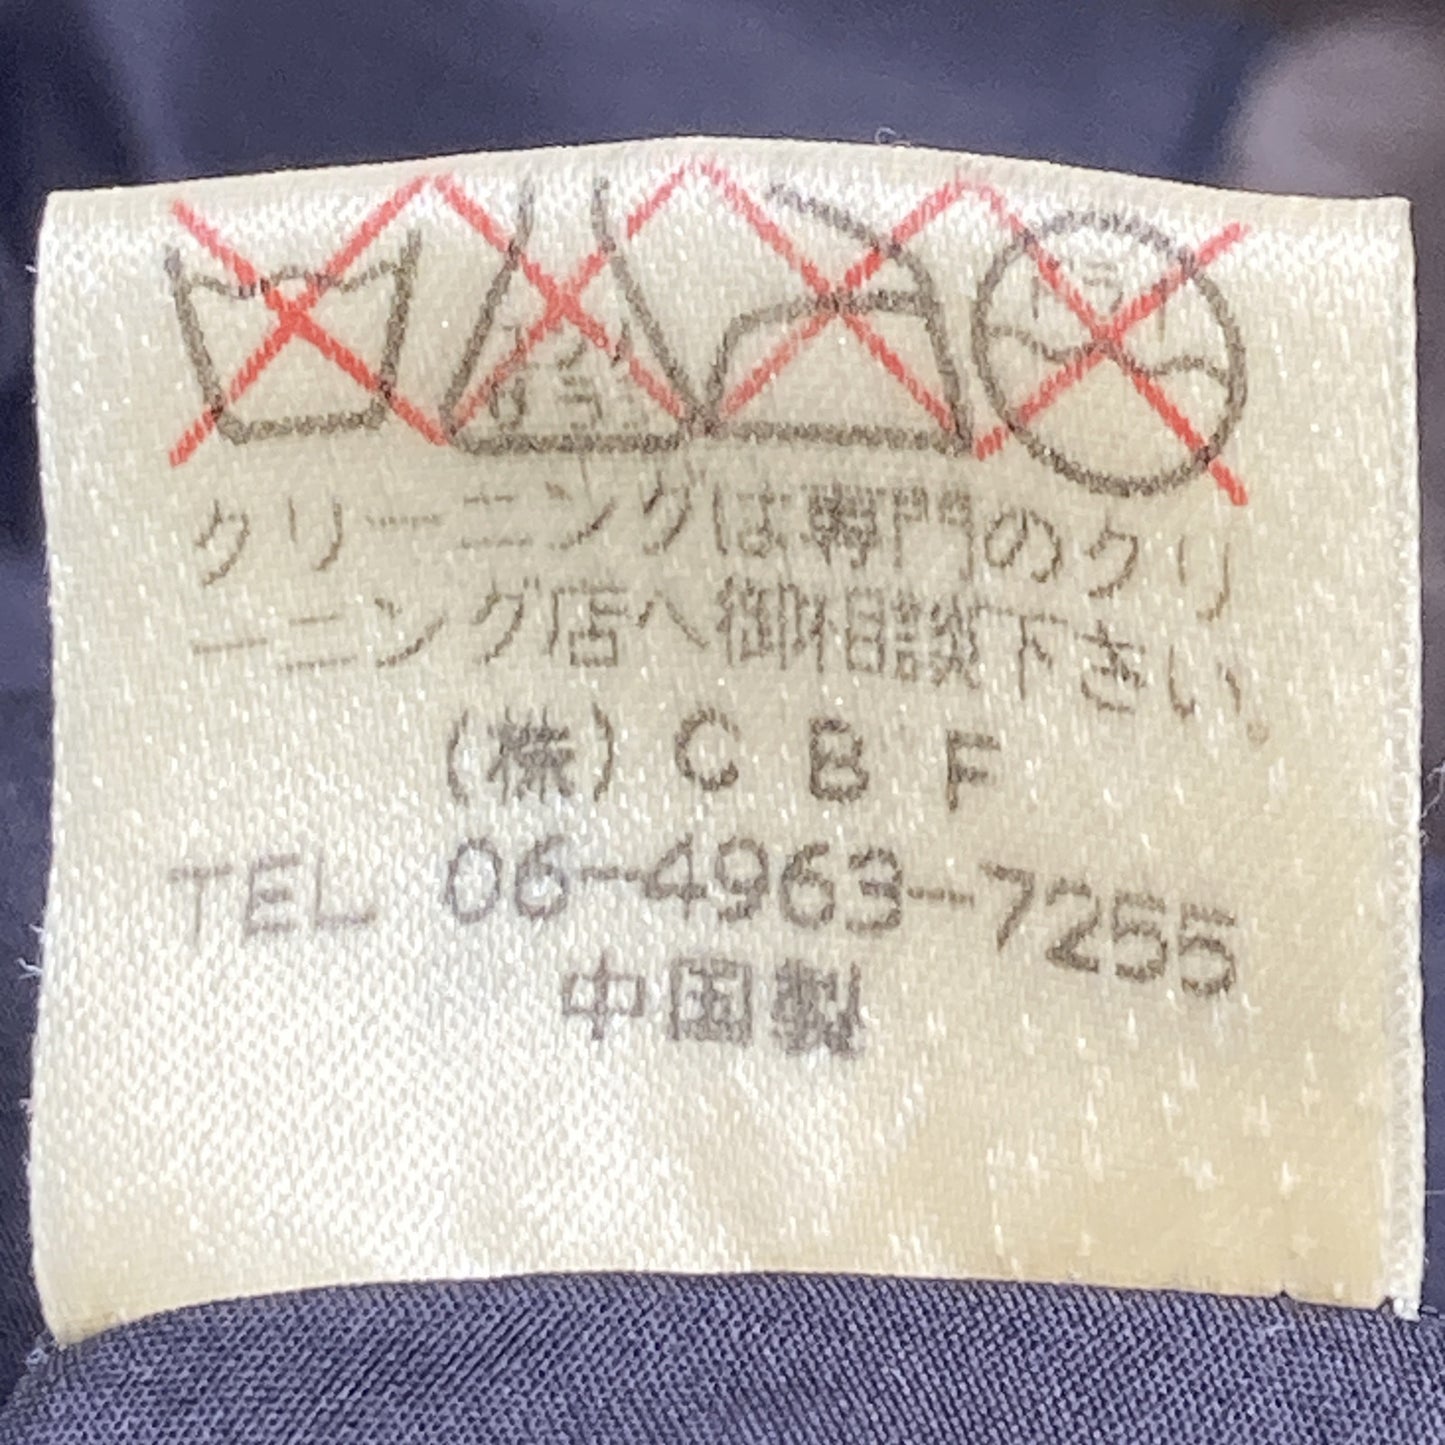 クリーニングは専門のクリ
ーニング店へ御相談下さい。
(株) C B F
TEL 06-4963-7255
中国製